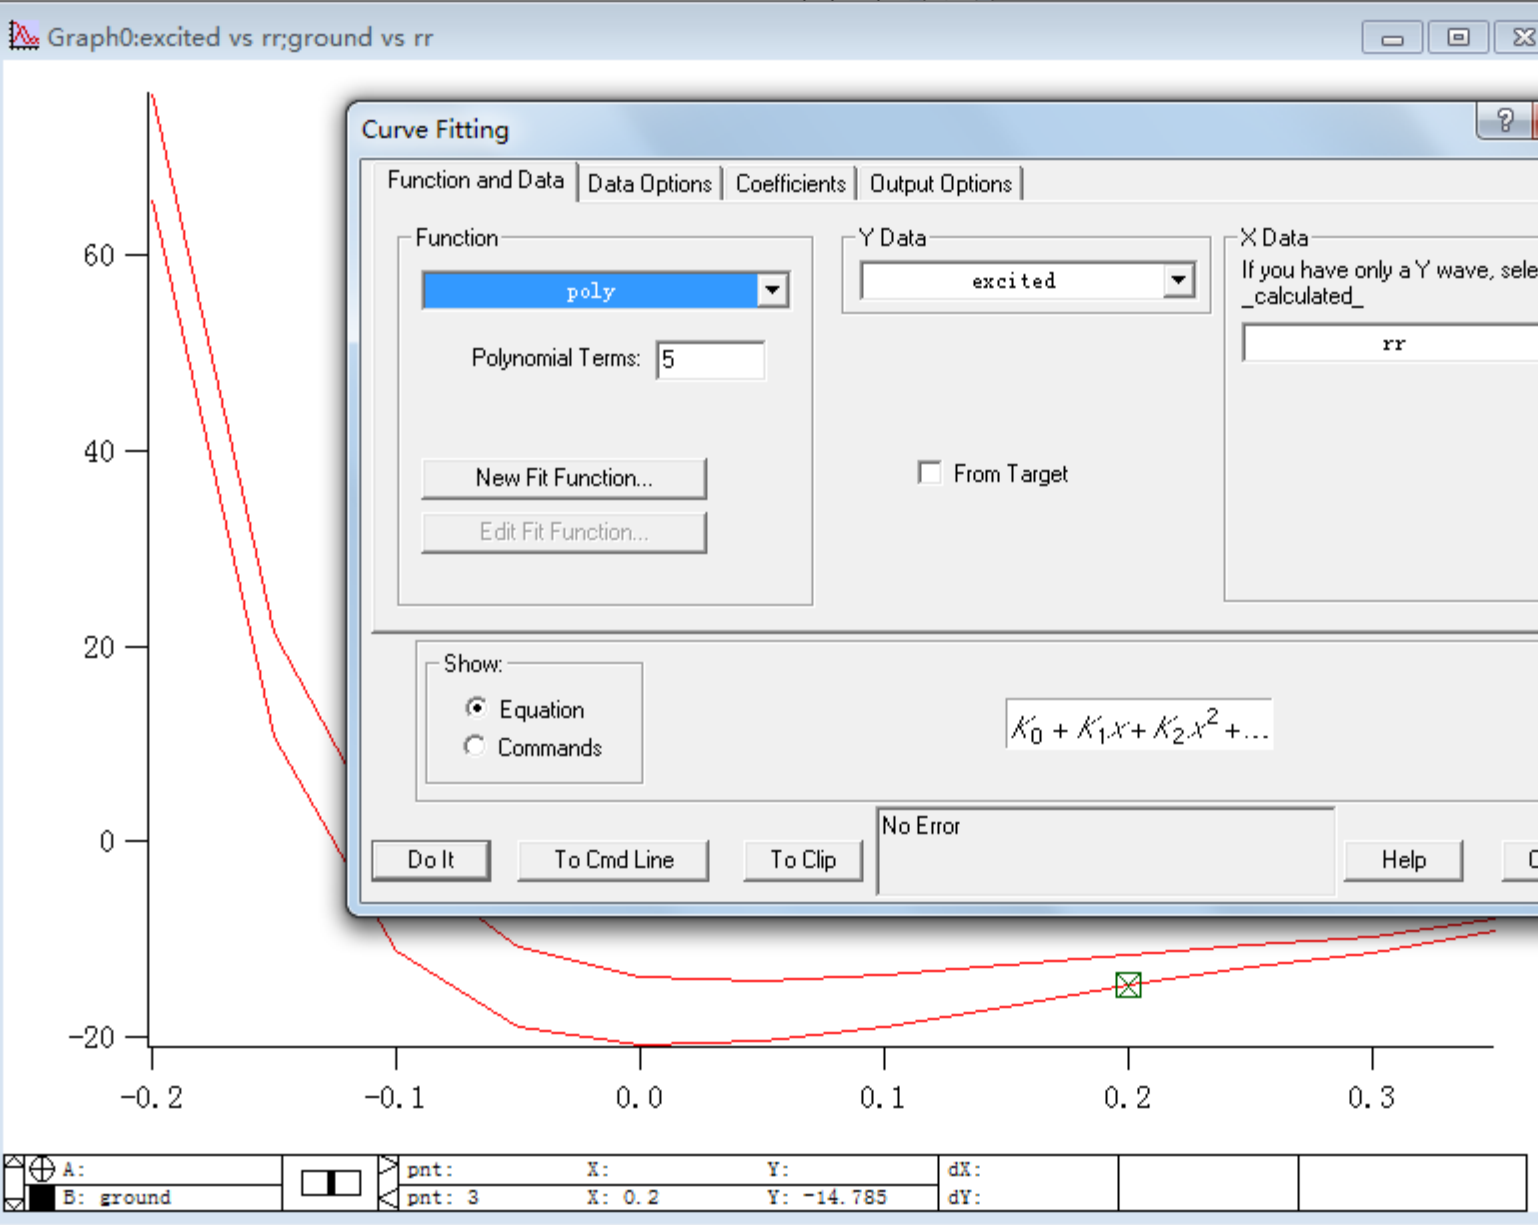 Graph0:excited vs rr;ground vs rr
Curve Fitting
Function and Data
Data Options
Coefficients
Output Options
Function
poly
Polynomial Terms: 5
New Fit Function...
Edit Fit Function...
Y Data
excited
From Target
X Data
If you have only a Y wave, sele
_calculated_
rr
Show:
Equation
Commands
K₀ + K₁x+ K₂x² +...
Do It
To Cmd Line
To Clip
No Error
Help
60
40
20
0
-20
-0.2
-0.1
0.0
0.1
0.2
0.3
A:
pnt:
X:
Y:
dX:
B: ground
pnt: 3
X: 0.2
Y: -14.785
dY: